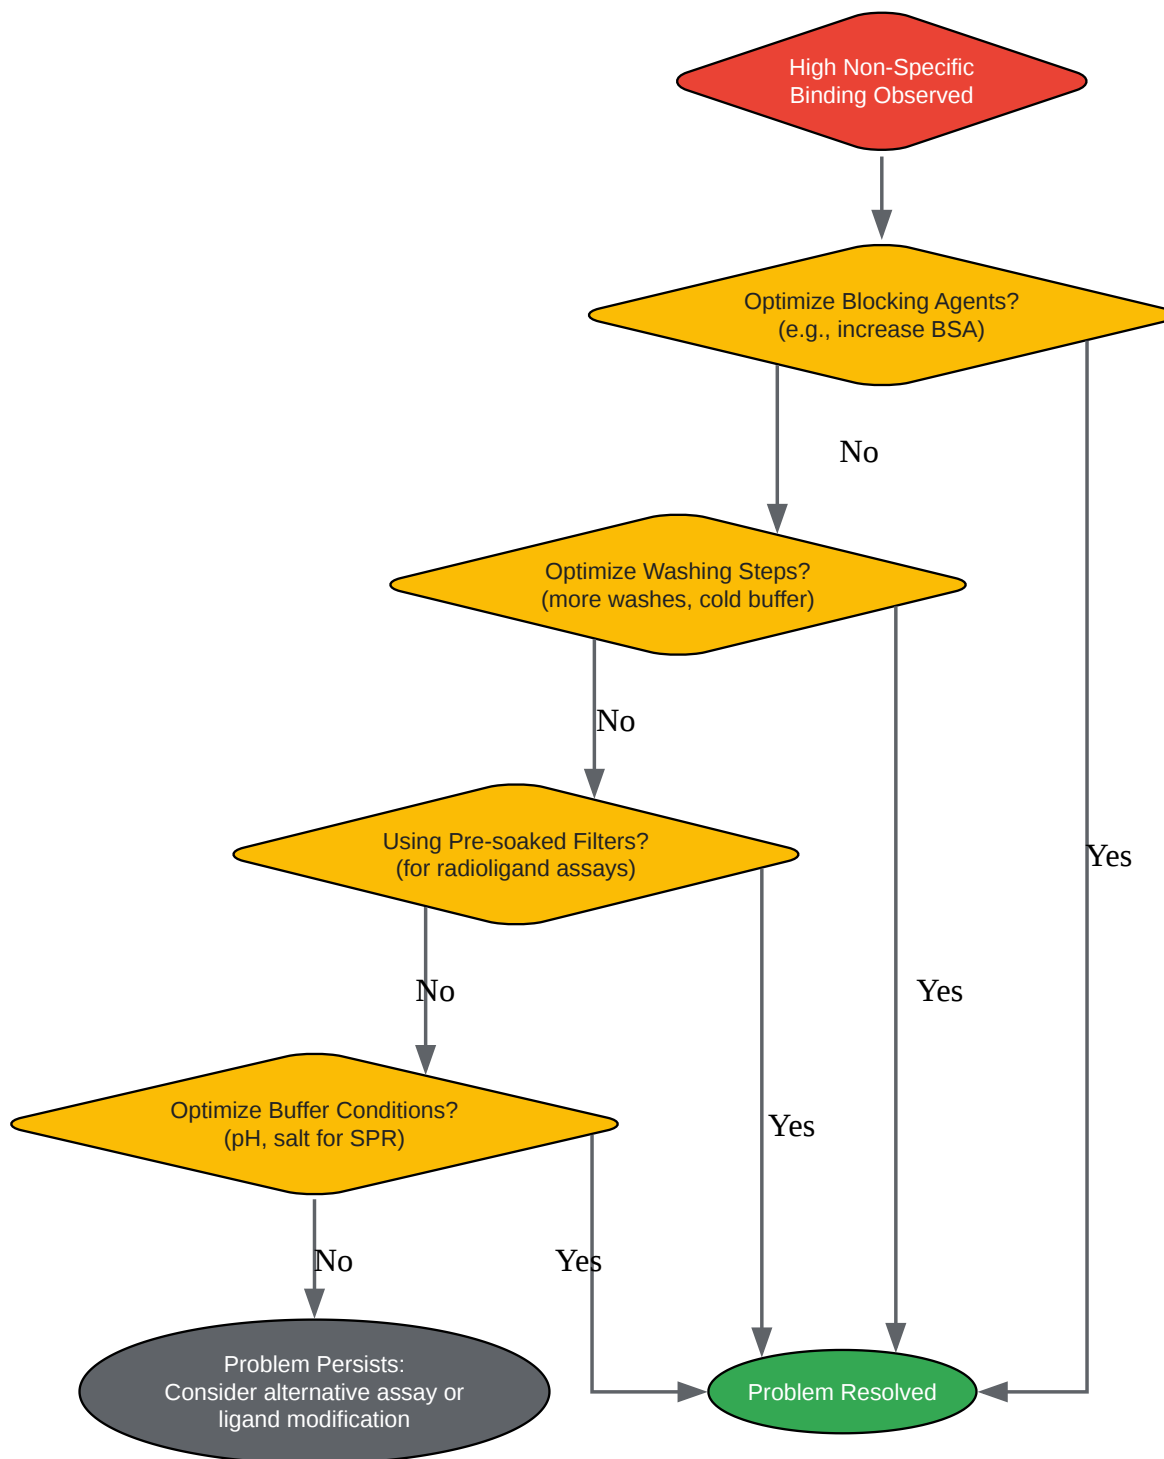 High Non-Specific
Binding Observed
Optimize Blocking Agents?
(e.g., increase BSA)
No
Optimize Washing Steps?
(more washes, cold buffer)
No
Using Pre-soaked Filters?
(for radioligand assays)
Yes
No
Yes
Optimize Buffer Conditions?
(pH, salt for SPR)
Yes
No
Yes
Problem Persists:
Consider alternative assay or
ligand modification
Problem Resolved